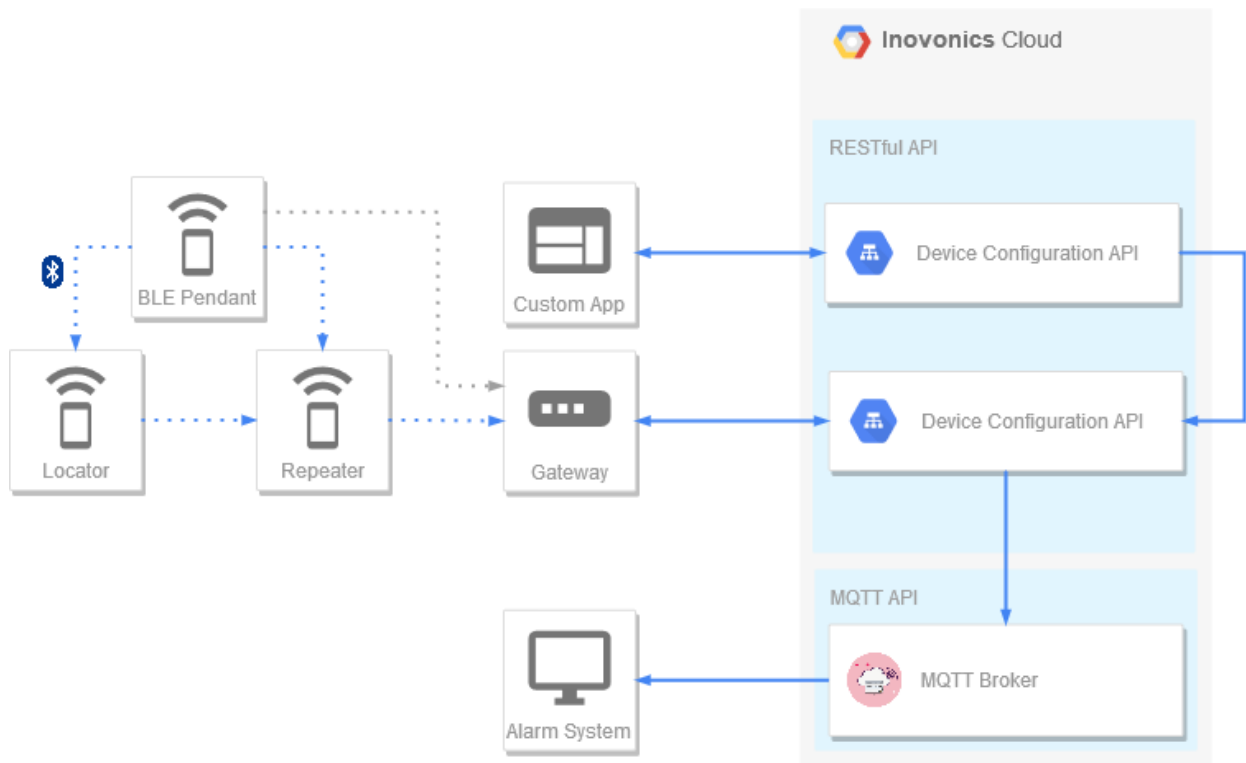 Inovonics Cloud
RESTful API
Device Configuration API
BLE Pendant
Custom App
Device Configuration API
Locator
Repeater
Gateway
MQTT API
MQTT Broker
Alarm System